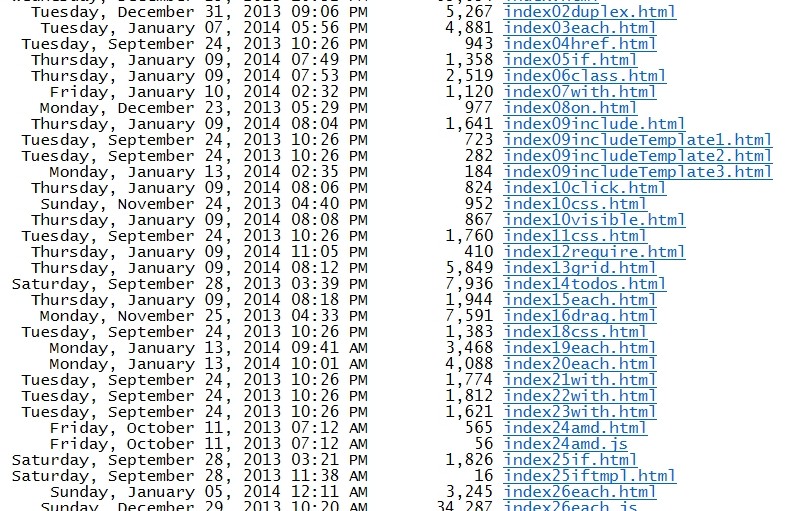 Tuesday, December 31, 2013 09:06 PM 5,267 index02duplex.html
Tuesday, January 07, 2014 05:56 PM 4,881 index03each.html
Tuesday, September 24, 2013 10:26 PM 943 index04href.html
Thursday, January 09, 2014 07:49 PM 1,358 index05if.html
Thursday, January 09, 2014 07:53 PM 2,519 index06class.html
Friday, January 10, 2014 02:32 PM 1,120 index07with.html
Monday, December 23, 2013 05:29 PM 977 index08on.html
Thursday, January 09, 2014 08:04 PM 1,641 index09include.html
Tuesday, September 24, 2013 10:26 PM 723 index09includeTemplate1.html
Tuesday, September 24, 2013 10:26 PM 282 index09includeTemplate2.html
Monday, January 13, 2014 02:35 PM 184 index09includeTemplate3.html
Thursday, January 09, 2014 08:06 PM 824 index10click.html
Sunday, November 24, 2013 04:40 PM 952 index10css.html
Thursday, January 09, 2014 08:08 PM 867 index10visible.html
Tuesday, September 24, 2013 10:26 PM 1,760 index11css.html
Thursday, January 09, 2014 11:05 PM 410 index12require.html
Thursday, January 09, 2014 08:12 PM 5,849 index13grid.html
Saturday, September 28, 2013 03:39 PM 7,936 index14todos.html
Thursday, January 09, 2014 08:18 PM 1,944 index15each.html
Monday, November 25, 2013 04:33 PM 7,591 index16drag.html
Tuesday, September 24, 2013 10:26 PM 1,383 index18css.html
Monday, January 13, 2014 09:41 AM 3,468 index19each.html
Monday, January 13, 2014 10:01 AM 4,088 index20each.html
Tuesday, September 24, 2013 10:26 PM 1,774 index21with.html
Tuesday, September 24, 2013 10:26 PM 1,812 index22with.html
Tuesday, September 24, 2013 10:26 PM 1,621 index23with.html
Friday, October 11, 2013 07:12 AM 565 index24amd.html
Friday, October 11, 2013 07:12 AM 56 index24amd.js
Saturday, September 28, 2013 03:21 PM 1,826 index25if.html
Saturday, September 28, 2013 11:38 AM 16 index25iftmpl.html
Sunday, January 05, 2014 12:11 AM 3,245 index26each.html
Sunday, December 29, 2013 10:20 AM 34,287 index26each.js